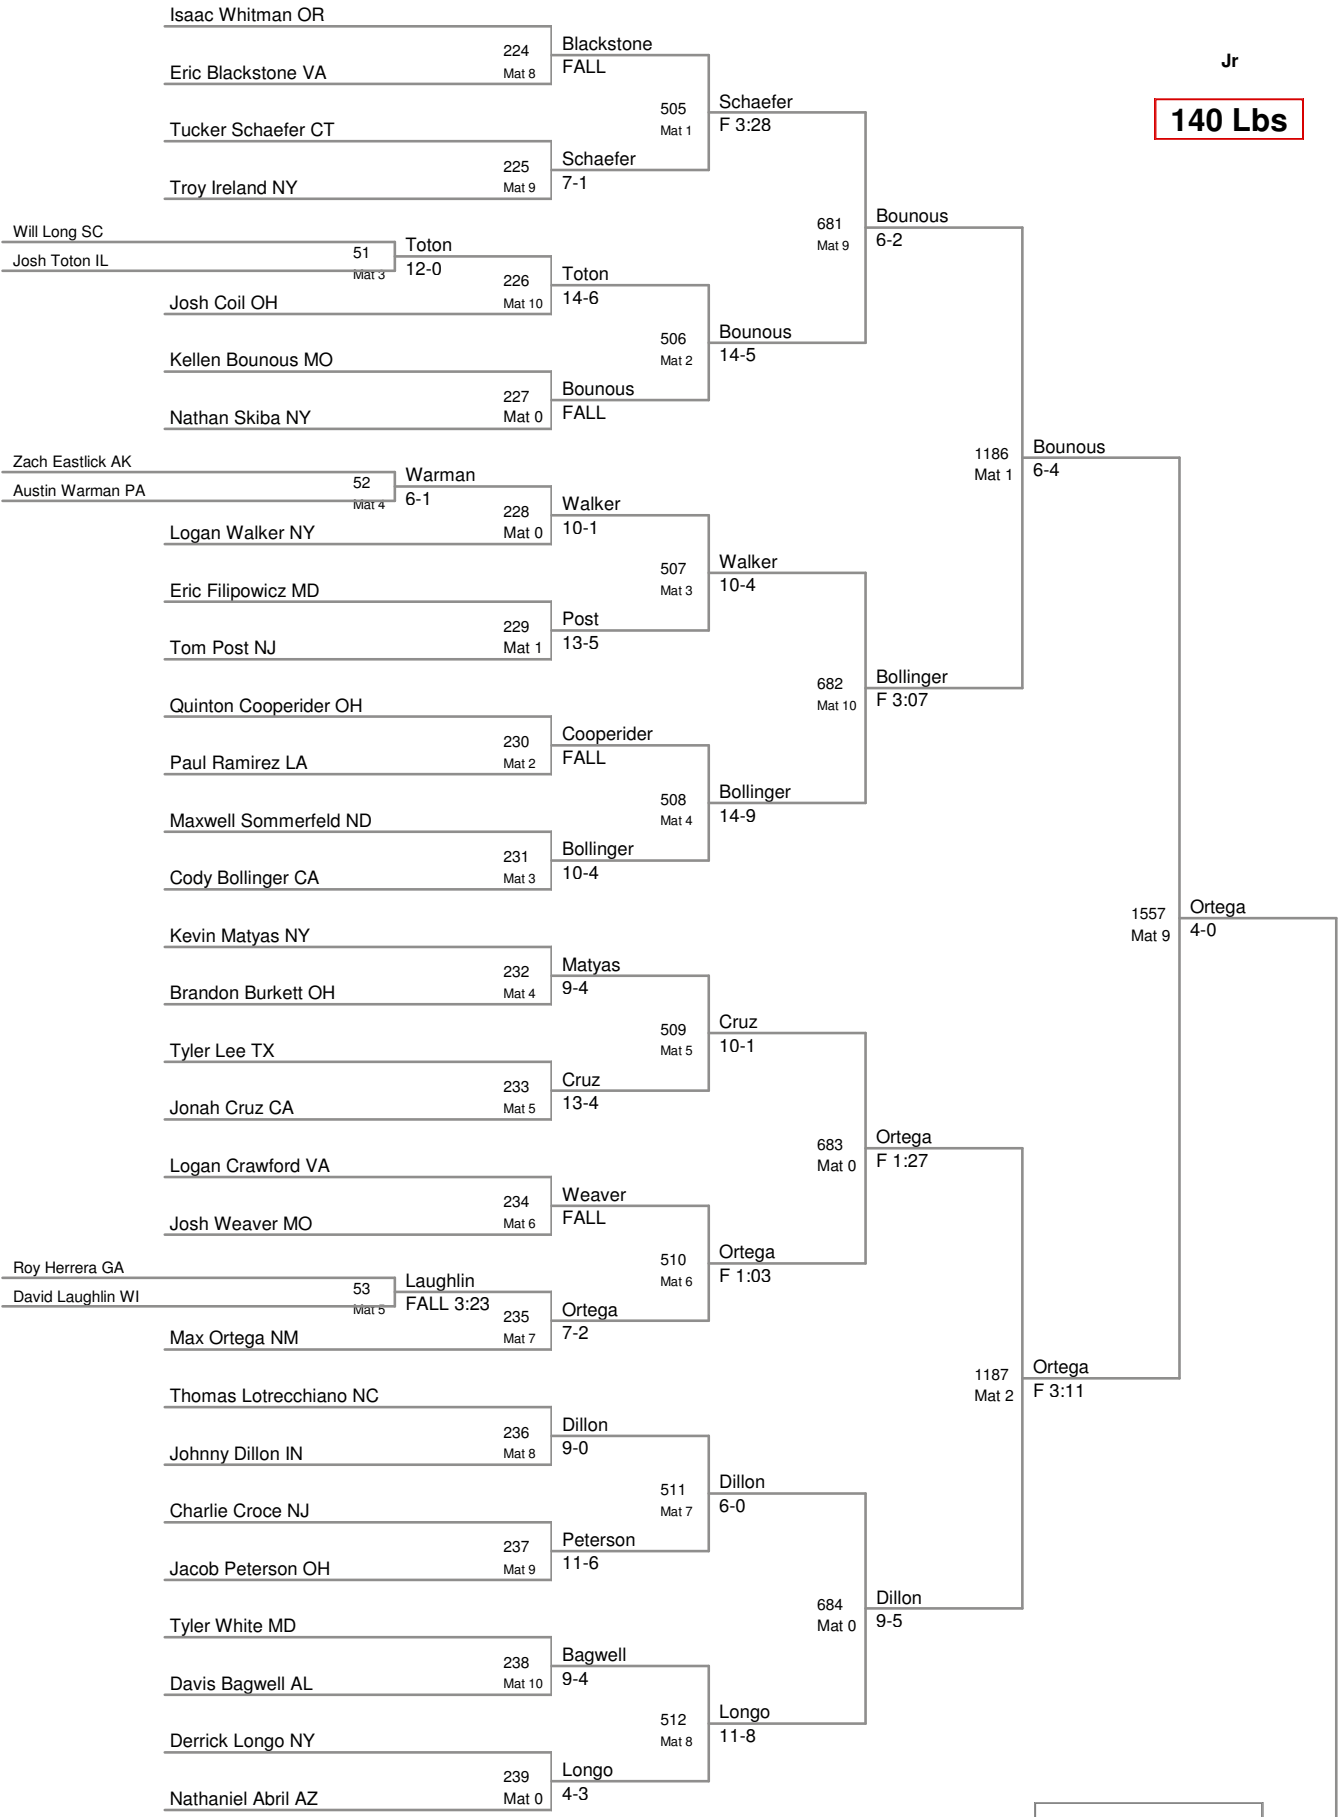 Isaac Whitman OR
224
Mat 8
Blackstone
FALL
Eric Blackstone VA
Jr
140 Lbs
505
Mat 1
Schaefer
F 3:28
Tucker Schaefer CT
225
Mat 9
Schaefer
7-1
Troy Ireland NY
681
Mat 9
Bounous
6-2
Will Long SC
51
Mat 3
Toton
12-0
Josh Toton IL
226
Mat 10
Toton
14-6
Josh Coil OH
506
Mat 2
Bounous
14-5
Kellen Bounous MO
227
Mat 0
Bounous
FALL
Nathan Skiba NY
1186
Mat 1
Bounous
6-4
Zach Eastlick AK
52
Mat 4
Warman
6-1
Austin Warman PA
228
Mat 0
Walker
10-1
Logan Walker NY
507
Mat 3
Walker
10-4
Eric Filipowicz MD
229
Mat 1
Post
13-5
Tom Post NJ
682
Mat 10
Bollinger
F 3:07
Quinton Cooperider OH
230
Mat 2
Cooperider
FALL
Paul Ramirez LA
508
Mat 4
Bollinger
14-9
Maxwell Sommerfeld ND
231
Mat 3
Bollinger
10-4
Cody Bollinger CA
1557
Mat 9
Ortega
4-0
Kevin Matyas NY
232
Mat 4
Matyas
9-4
Brandon Burkett OH
509
Mat 5
Cruz
10-1
Tyler Lee TX
233
Mat 5
Cruz
13-4
Jonah Cruz CA
683
Mat 0
Ortega
F 1:27
Logan Crawford VA
234
Mat 6
Weaver
FALL
Josh Weaver MO
510
Mat 6
Ortega
F 1:03
Roy Herrera GA
53
Mat 5
Laughlin
FALL 3:23
David Laughlin WI
235
Mat 7
Ortega
7-2
Max Ortega NM
1187
Mat 2
Ortega
F 3:11
Thomas Lotrecchiano NC
236
Mat 8
Dillon
9-0
Johnny Dillon IN
511
Mat 7
Dillon
6-0
Charlie Croce NJ
237
Mat 9
Peterson
11-6
Jacob Peterson OH
684
Mat 0
Dillon
9-5
Tyler White MD
238
Mat 10
Bagwell
9-4
Davis Bagwell AL
512
Mat 8
Longo
11-8
Derrick Longo NY
239
Mat 0
Longo
4-3
Nathaniel Abril AZ